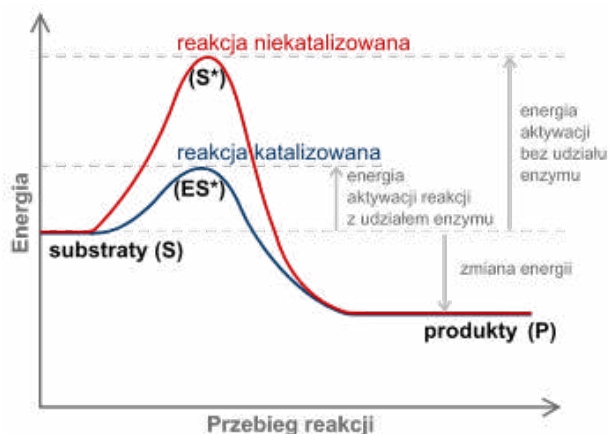 reakcja niekatalizowana
(S*)
reakcja katalizowana
(ES*)
energia
aktywacji
bez udziału
enzymu
energia
aktywacji reakcji
z udziałem enzymu
substraty (S)
zmiana energii
produkty (P)
Energia
Przebieg reakcji